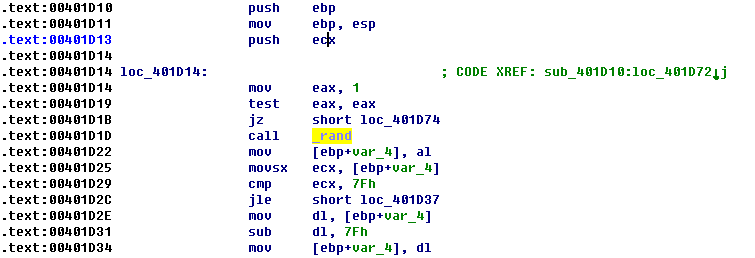 .text:00401D10 push ebp
.text:00401D11 mov ebp, esp
.text:00401D13 push ecx
.text:00401D14
.text:00401D14 loc_401D14: ; CODE XREF: sub_401D10:loc_401D72↓j
.text:00401D14 mov eax, 1
.text:00401D19 test eax, eax
.text:00401D1B jz short loc_401D74
.text:00401D1D call _rand
.text:00401D22 mov [ebp+var_4], al
.text:00401D25 movsx ecx, [ebp+var_4]
.text:00401D29 cmp ecx, 7Fh
.text:00401D2C jle short loc_401D37
.text:00401D2E mov dl, [ebp+var_4]
.text:00401D31 sub dl, 7Fh
.text:00401D34 mov [ebp+var_4], dl